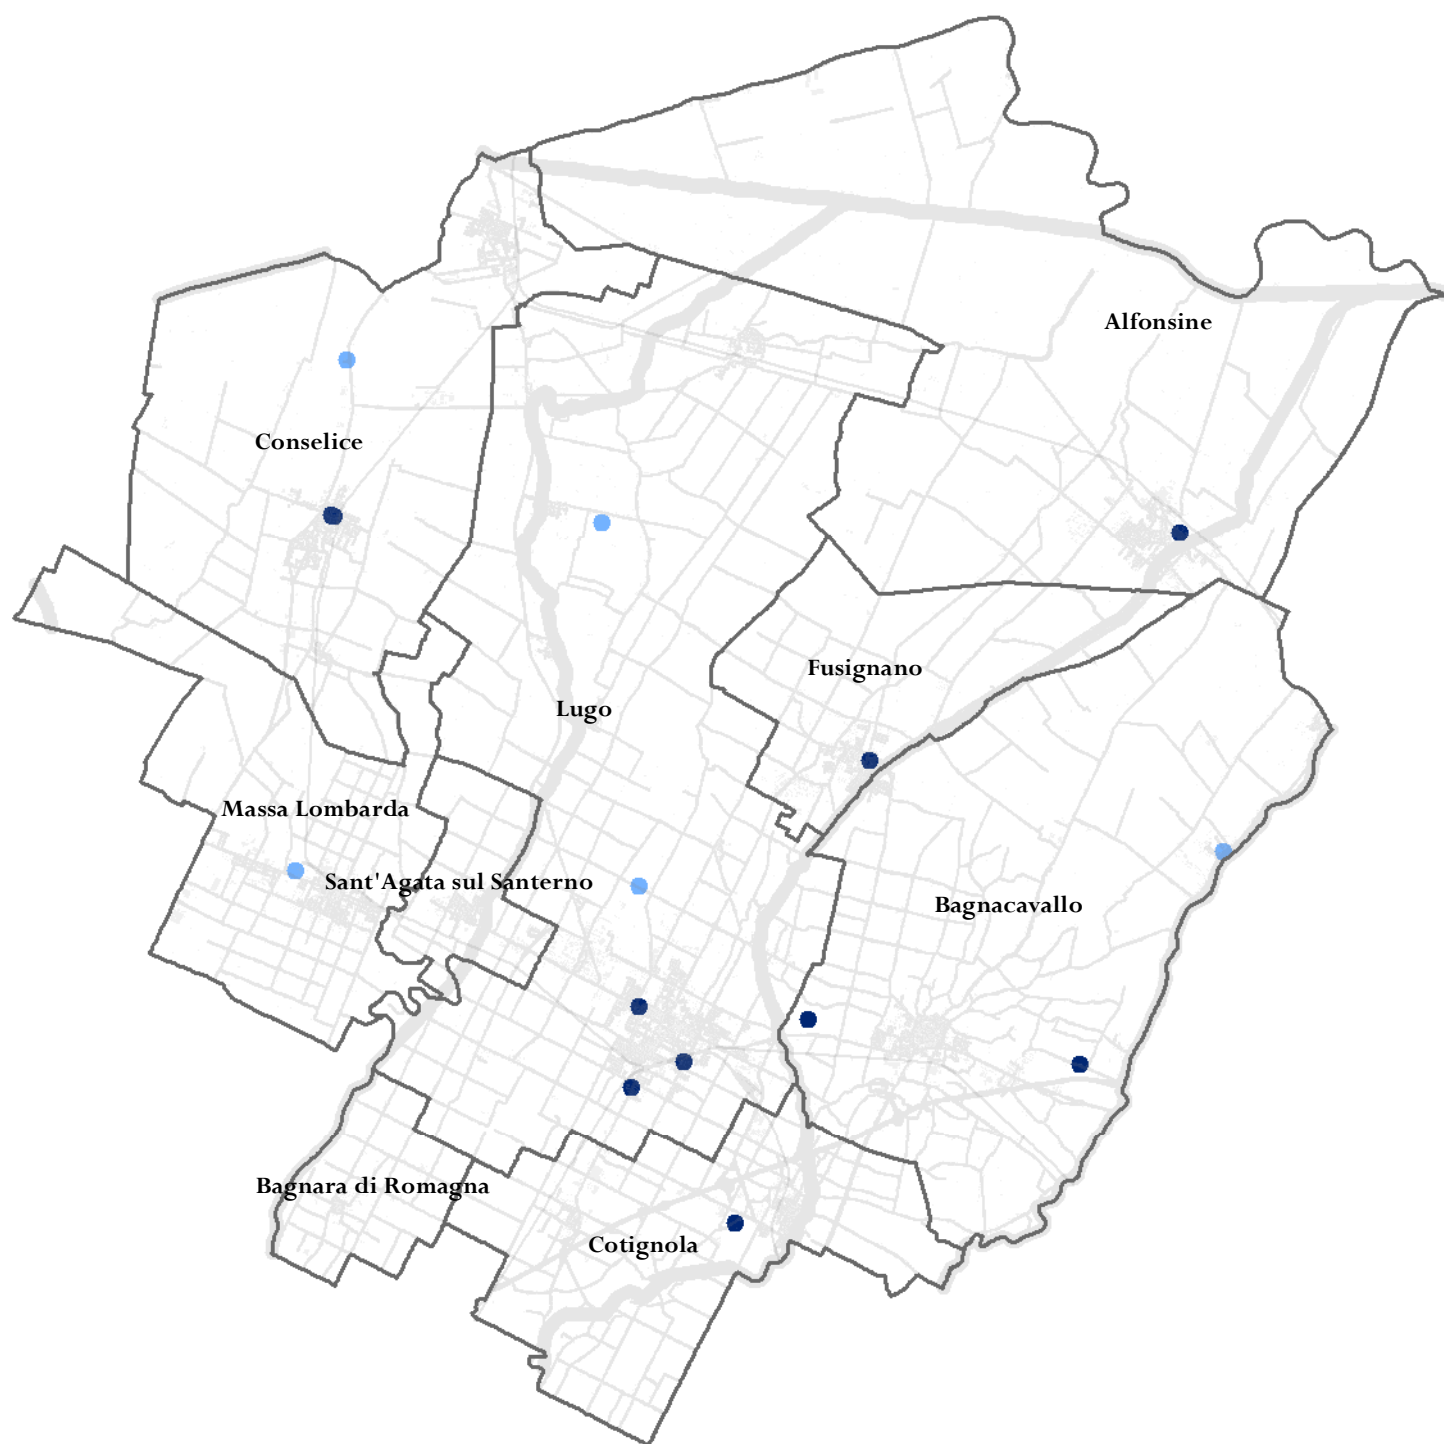 Alfonsine
Conselice
Fusignano
Lugo
Massa Lombarda
Sant'Agata sul Santerno
Bagnacavallo
Bagnara di Romagna
Cotignola